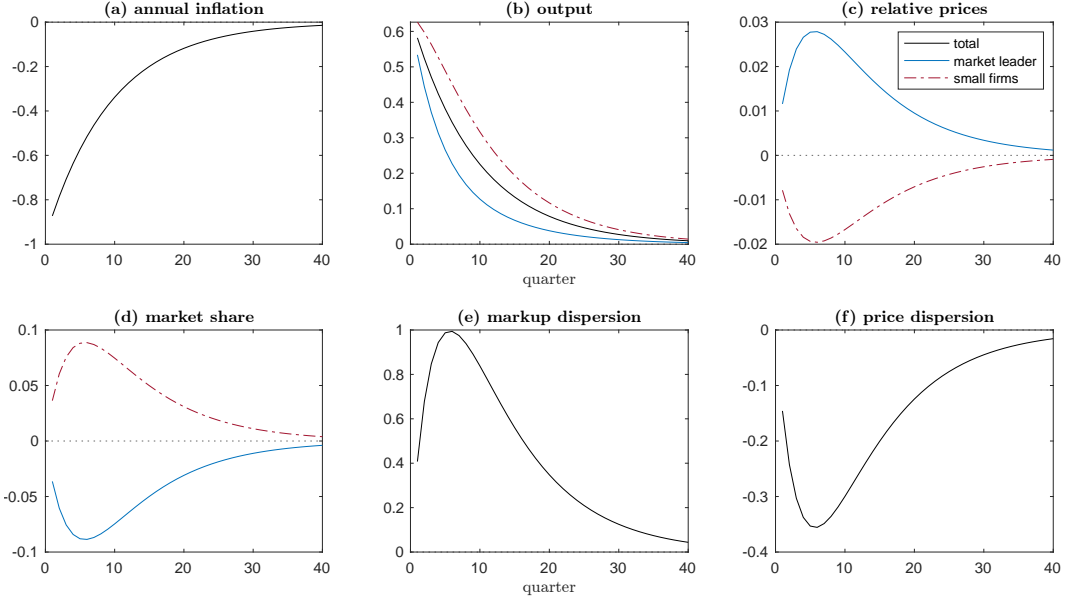 (a) annual inflation
0
-0.2
-0.4
-0.6
-0.8
-1
0 10 20 30 40
(b) output
0.6
0.5
0.4
0.3
0.2
0.1
0
0 10 20 30 40
quarter
(c) relative prices
0.03
0.02
0.01
0
-0.01
-0.02
0 10 20 30 40
total
market leader
small firms
(d) market share
0.1
0.05
0
-0.05
-0.1
0 10 20 30 40
(e) markup dispersion
1
0.8
0.6
0.4
0.2
0
0 10 20 30 40
quarter
(f) price dispersion
0
-0.1
-0.2
-0.3
-0.4
0 10 20 30 40